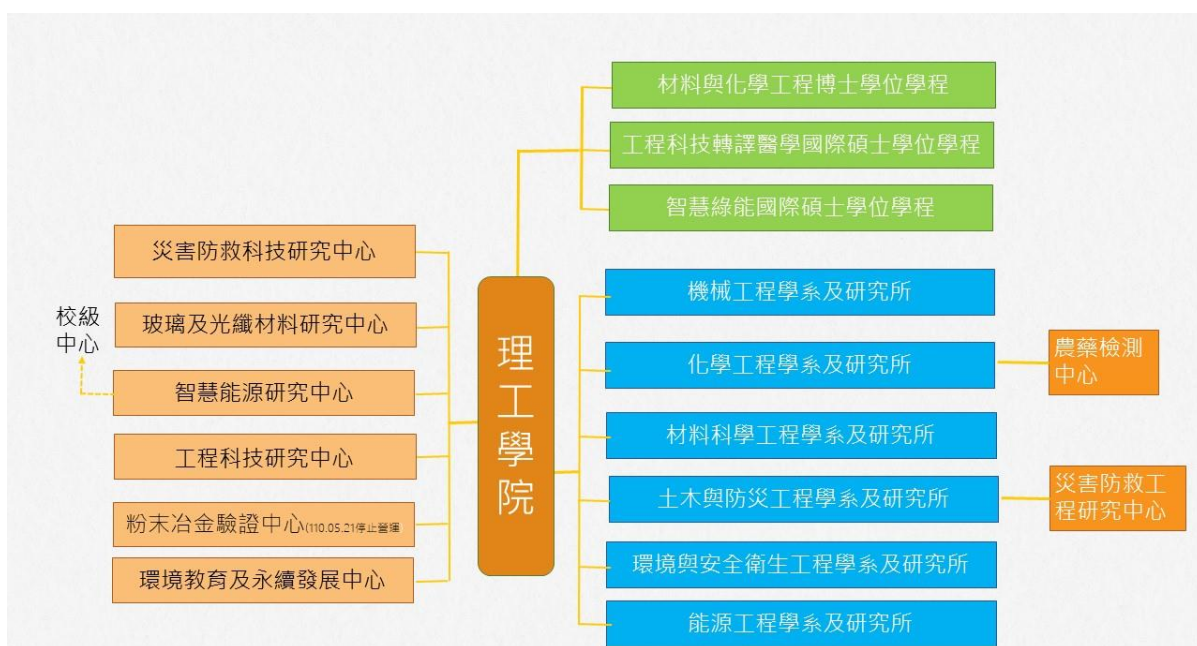 材料與化學工程博士學位學程
工程科技轉譯醫學國際碩士學位學程
智慧綠能國際碩士學位學程
災害防救科技研究中心
玻璃及光纖材料研究中心
校級
中心
智慧能源研究中心
工程科技研究中心
粉末冶金驗證中心(110.05.21停止營運
環境教育及永續發展中心
理工學院
機械工程學系及研究所
化學工程學系及研究所
農藥檢測
中心
材料科學工程學系及研究所
土木與防災工程學系及研究所
災害防救工
程研究中心
環境與安全衛生工程學系及研究所
能源工程學系及研究所